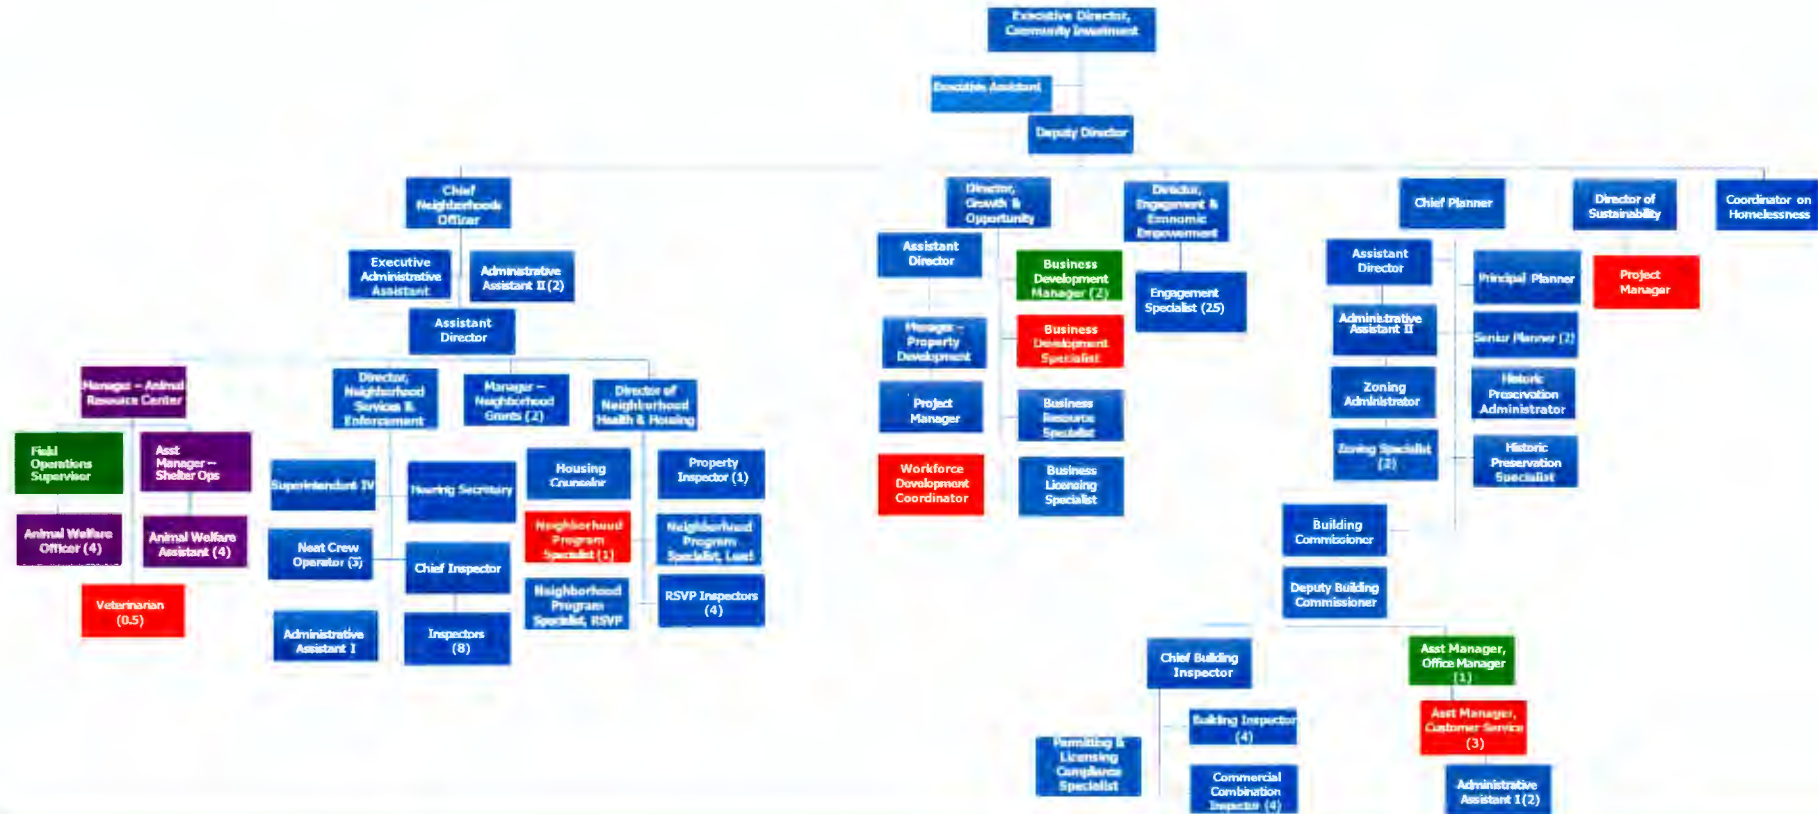 Executive Director,
Community Investment
Executive Assistant
Deputy Director
Chief
Neighborhoods
Officer
Director,
Growth &
Opportunity
Director,
Engagement &
Economic
Empowerment
Chief Planner
Director of
Sustainability
Coordinator on
Homelessness
Executive
Administrative
Assistant
Administrative
Assistant II (2)
Assistant
Director
Manager – Animal
Resource Center
Director,
Neighborhood
Services &
Enforcement
Manager –
Neighborhood
Grants (2)
Director of
Neighborhood
Health & Housing
Field
Operations
Supervisor
Asst
Manager –
Shelter Ops
Animal Welfare
Officer (4)
Animal Welfare
Assistant (4)
Veterinarian
(0.5)
Superintendent IV
Hearing Secretary
Neat Crew
Operator (3)
Chief Inspector
Administrative
Assistant I
Inspectors
(8)
Housing
Counselor
Property
Inspector (1)
Neighborhood
Program
Specialist (1)
Neighborhood
Program
Specialist, Lead
Neighborhood
Program
Specialist, RSVP
RSVP Inspectors
(4)
Assistant
Director
Business
Development
Manager (2)
Manager –
Property
Development
Business
Development
Specialist
Project
Manager
Business
Resource
Specialist
Workforce
Development
Coordinator
Business
Licensing
Specialist
Engagement
Specialist (25)
Assistant
Director
Principal Planner
Administrative
Assistant II
Senior Planner (2)
Zoning
Administrator
Historic
Preservation
Administrator
Zoning Specialist
(2)
Historic
Preservation
Specialist
Project
Manager
Building
Commissioner
Deputy Building
Commissioner
Chief Building
Inspector
Asst Manager,
Office Manager
(1)
Building Inspector
(4)
Asst Manager,
Customer Service
(3)
Permitting &
Licensing
Compliance
Specialist
Commercial
Combination
Inspector (4)
Administrative
Assistant I (2)